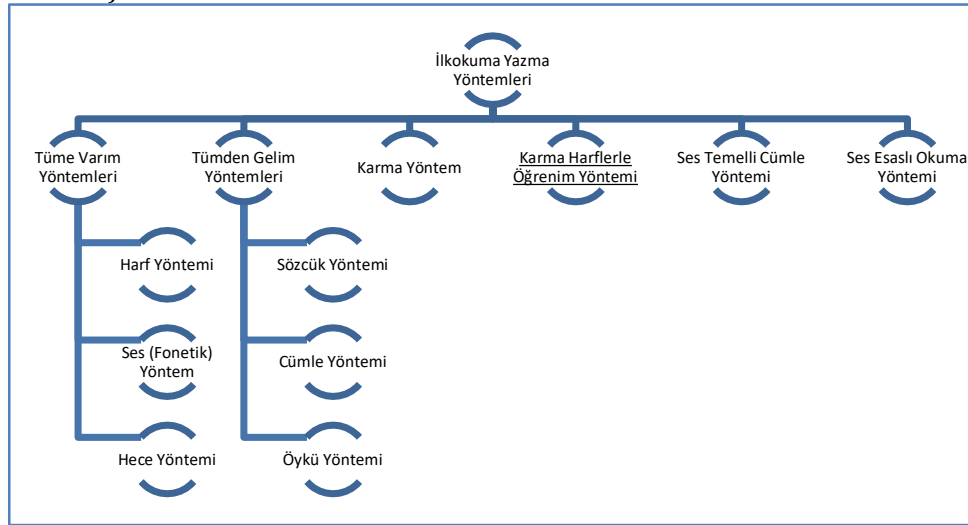 İlkokuma Yazma
Yöntemleri
Tüme Varım
Yöntemleri
Tümden Gelim
Yöntemleri
Karma Yöntem
Karma Harflerle
Öğrenim Yöntemi
Ses Temelli Cümle
Yöntemi
Ses Esaslı Okuma
Yöntemi
Harf Yöntemi
Ses (Fonetik)
Yöntem
Hece Yöntemi
Sözcük Yöntemi
Cümle Yöntemi
Öykü Yöntemi